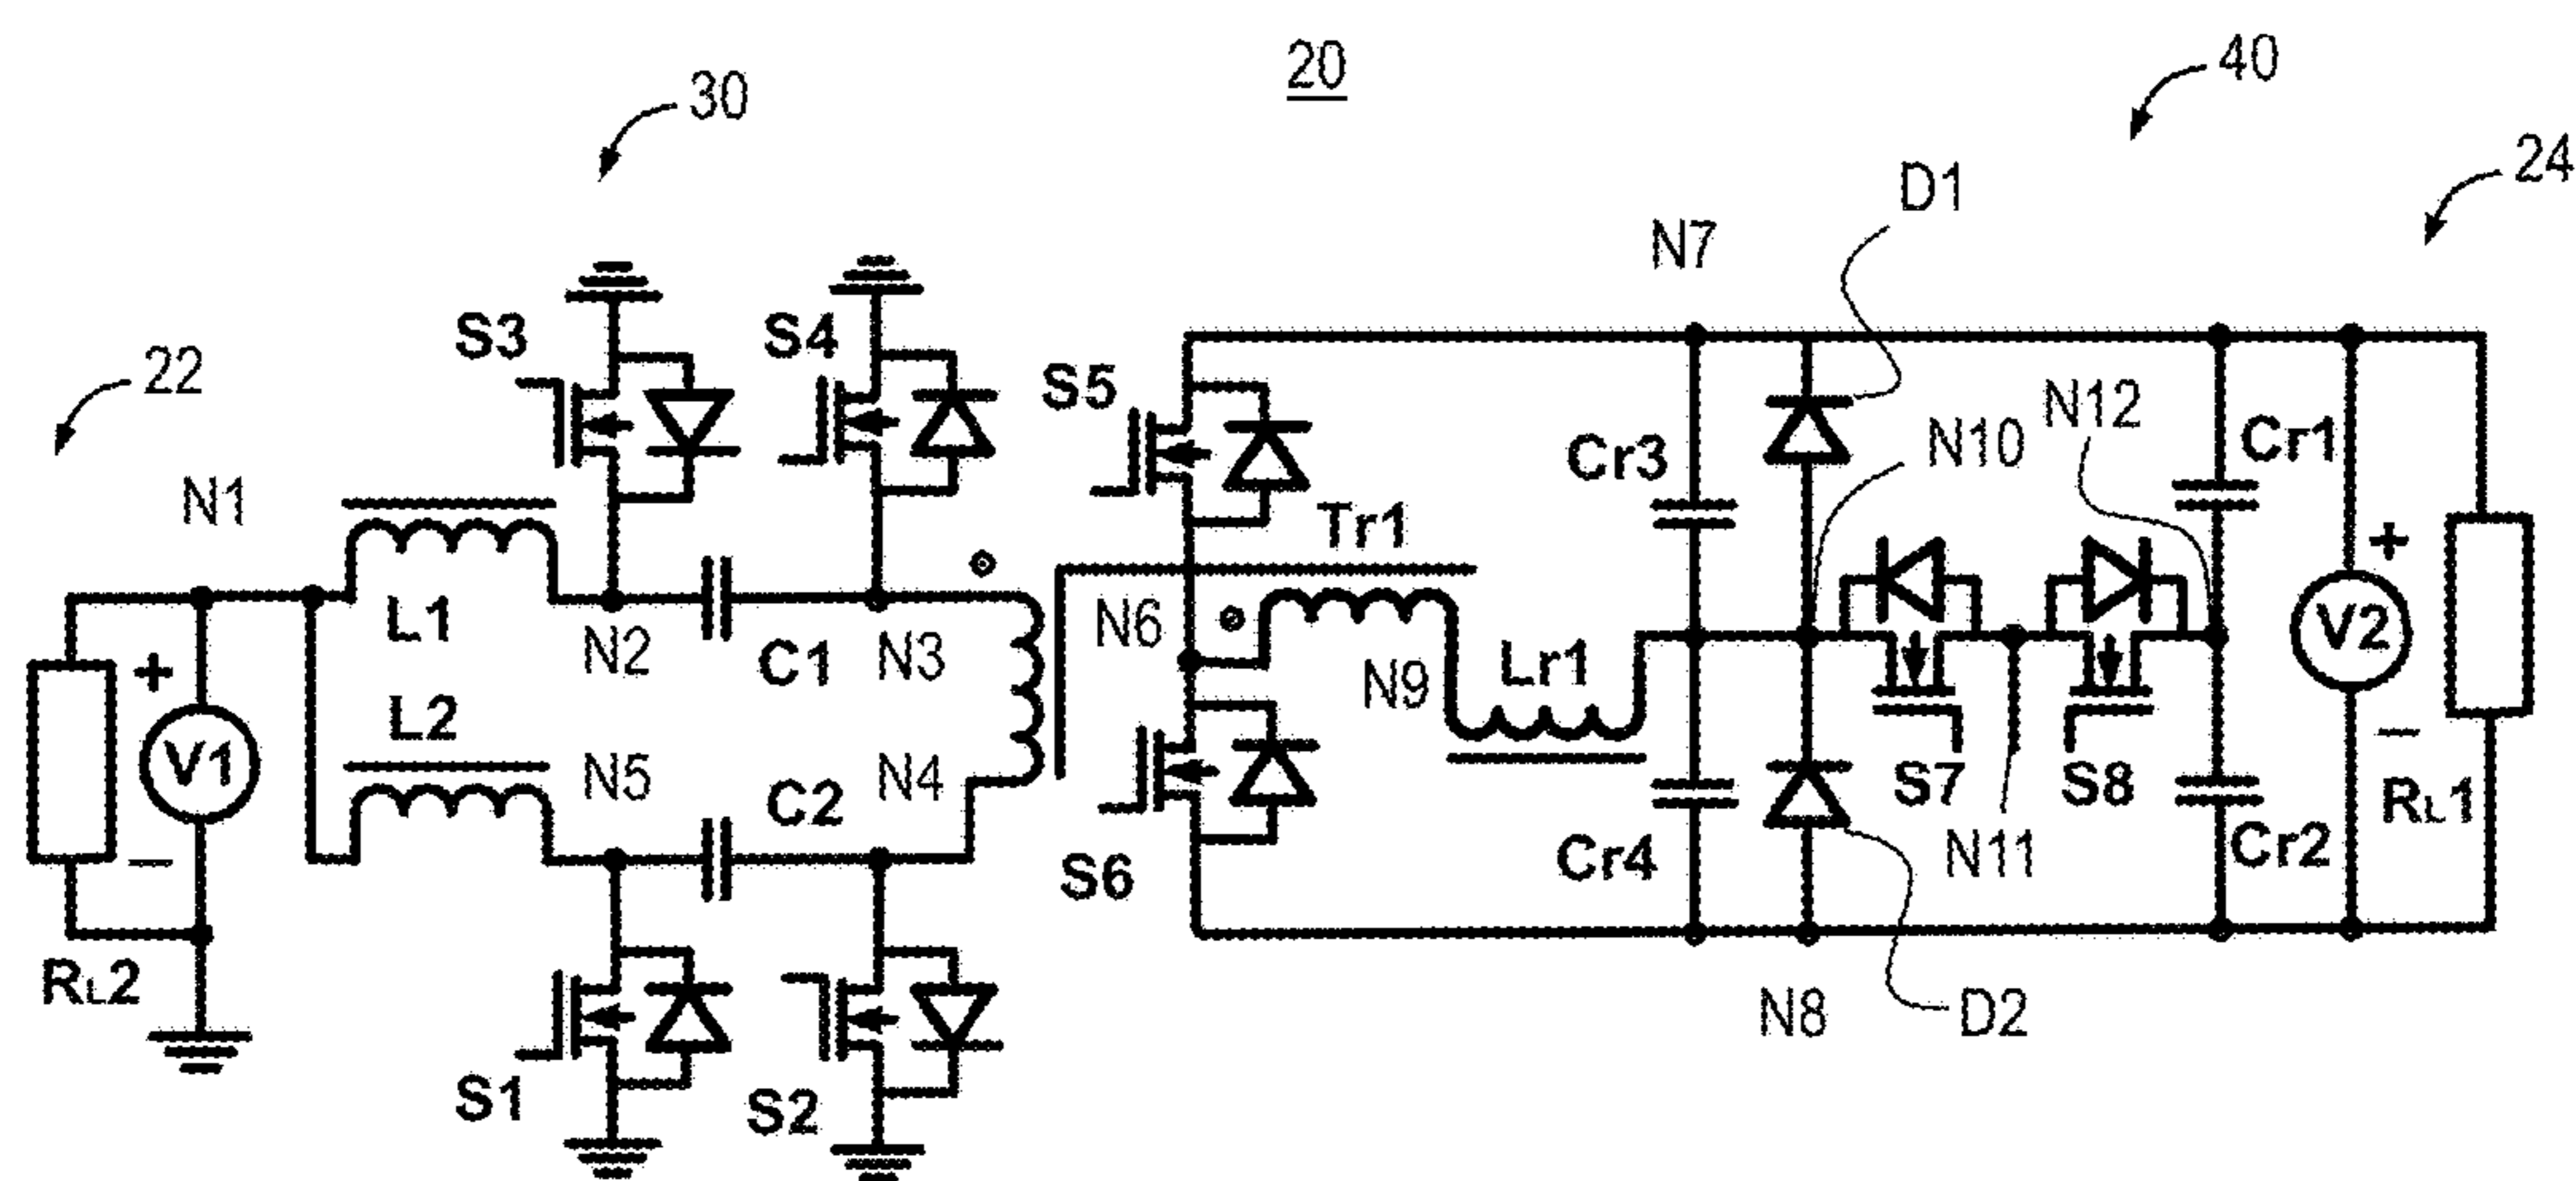 20
40
30
24
D1
N7
S3
S4
22
S5
N12
Cr1
N10
Cr3
N1
Tr1
+
L1
N2
C1
N3
N6
V2
N9
Lr1
+
L2
V1
N5
C2
N4
S7
S8
–
RL1
–
S6
Cr4
N11
Cr2
RL2
N8
D2
S1
S2